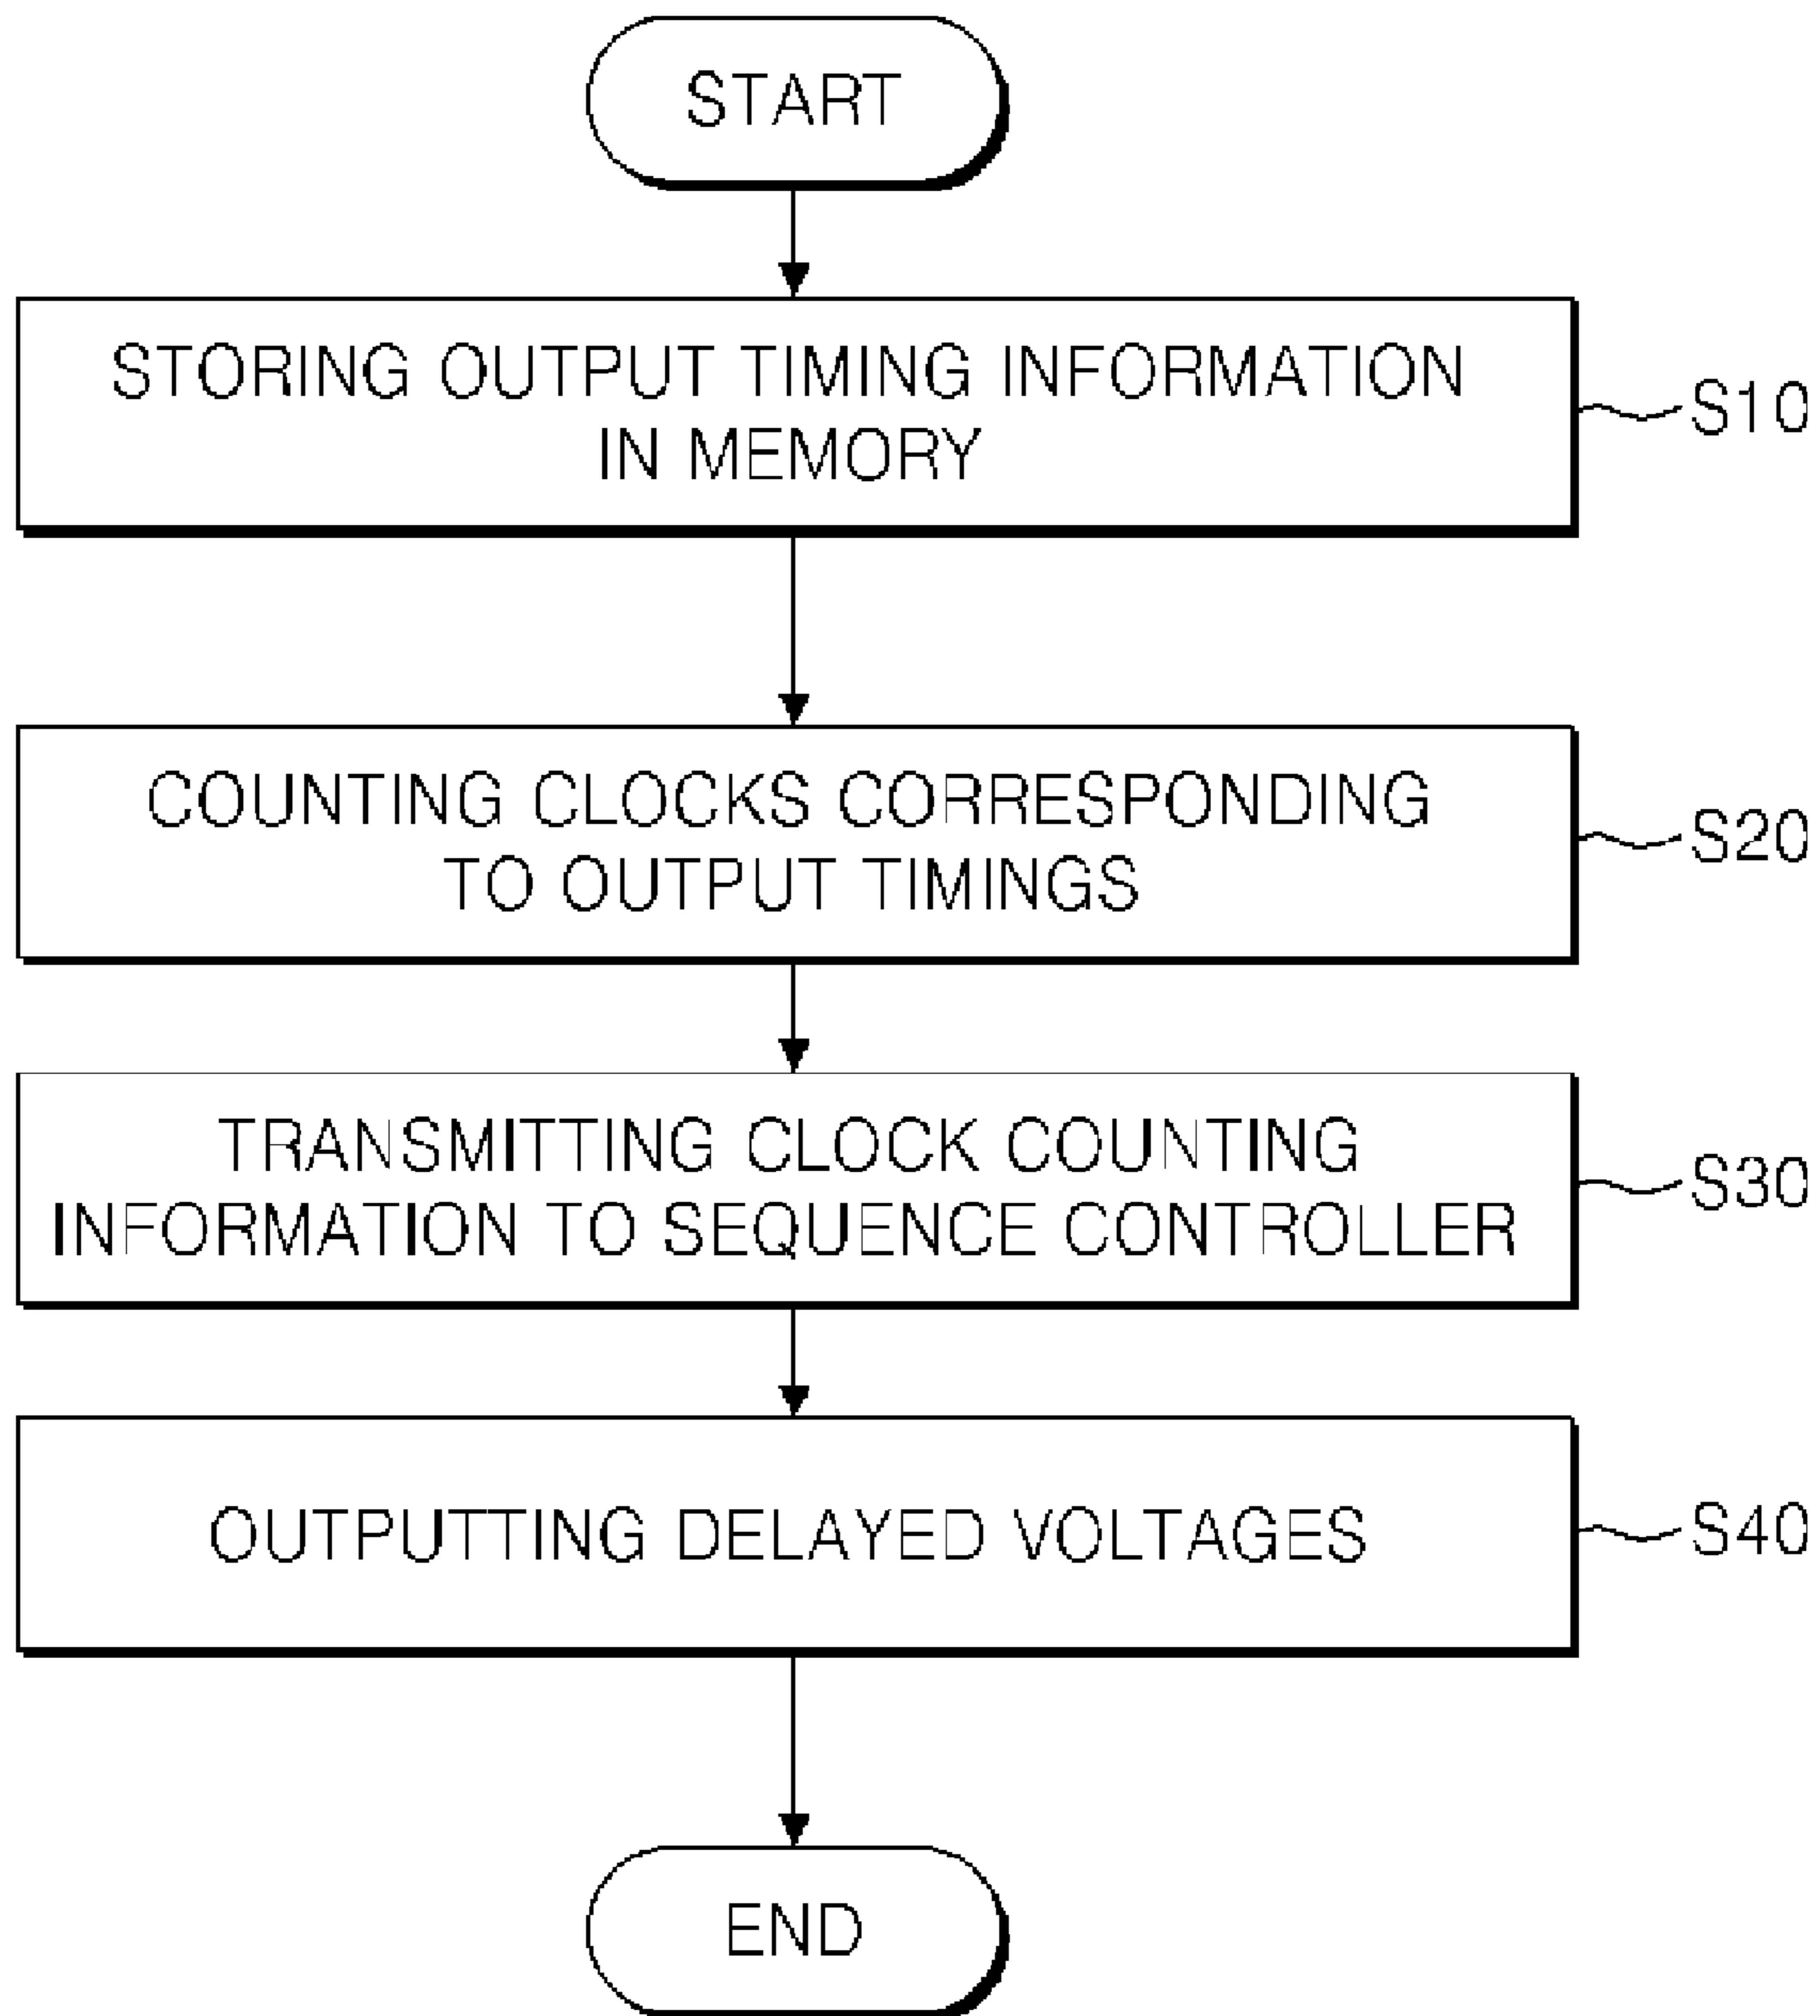 START
STORING OUTPUT TIMING INFORMATION
IN MEMORY
S10
COUNTING CLOCKS CORRESPONDING
TO OUTPUT TIMINGS
S20
TRANSMITTING CLOCK COUNTING
INFORMATION TO SEQUENCE CONTROLLER
S30
OUTPUTTING DELAYED VOLTAGES
S40
END